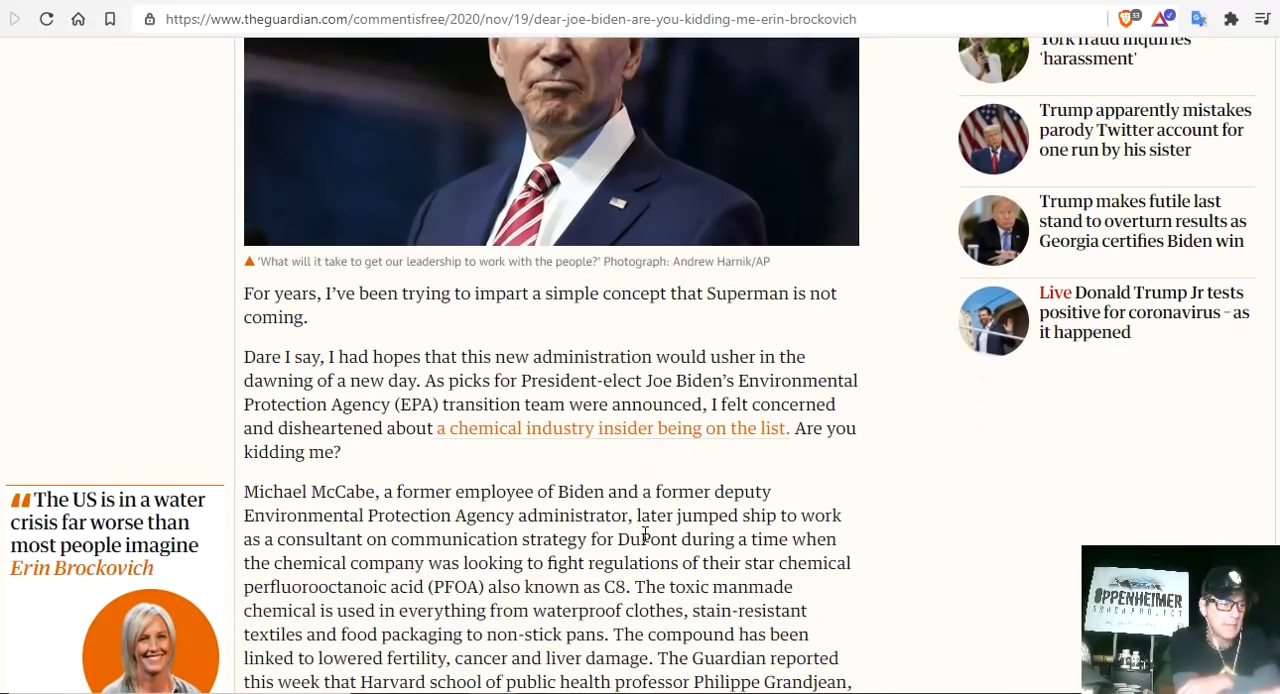 https://www.theguardian.com/commentisfree/2020/nov/19/dear-joe-biden-are-you-kidding-me-erin-brockovich
33
York fraud inquiries
'harassment'
Trump apparently mistakes
parody Twitter account for
one run by his sister
Trump makes futile last
stand to overturn results as
Georgia certifies Biden win
Live Donald Trump Jr tests
positive for coronavirus – as
it happened
'What will it take to get our leadership to work with the people?' Photograph: Andrew Harnik/AP
For years, I've been trying to impart a simple concept that Superman is not
coming.
Dare I say, I had hopes that this new administration would usher in the
dawning of a new day. As picks for President-elect Joe Biden's Environmental
Protection Agency (EPA) transition team were announced, I felt concerned
and disheartened about a chemical industry insider being on the list. Are you
kidding me?
Michael McCabe, a former employee of Biden and a former deputy
Environmental Protection Agency administrator, later jumped ship to work
as a consultant on communication strategy for DuPont during a time when
the chemical company was looking to fight regulations of their star chemical
perfluorooctanoic acid (PFOA) also known as C8. The toxic manmade
chemical is used in everything from waterproof clothes, stain-resistant
textiles and food packaging to non-stick pans. The compound has been
linked to lowered fertility, cancer and liver damage. The Guardian reported
this week that Harvard school of public health professor Philippe Grandjean,
The US is in a water
crisis far worse than
most people imagine
Erin Brockovich
OPPENHEIMER